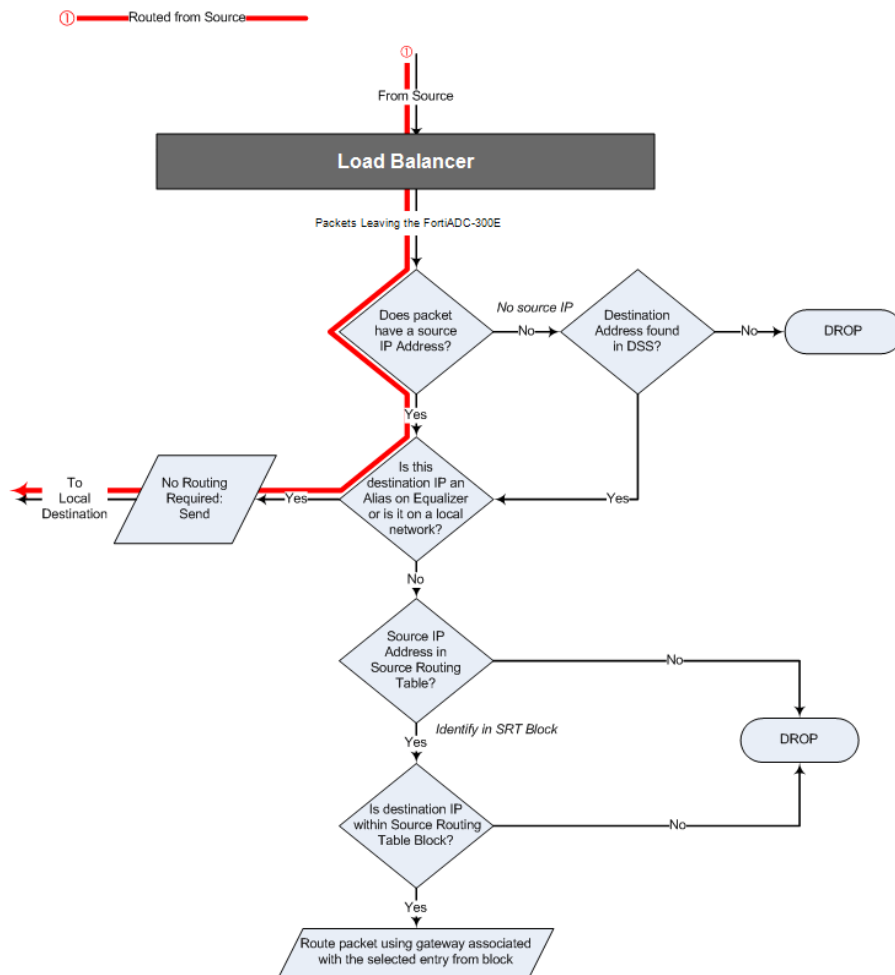 ① Routed from Source
①
From Source
Load Balancer
Packets Leaving the FortiADC-300E
Does packet
have a source
IP Address?
No source IP
No
Destination
Address found
in DSS?
No
DROP
Yes
Yes
To
Local
Destination
No Routing
Required:
Send
Yes
Is this
destination IP an
Alias on Equalizer
or is it on a local
network?
No
Source IP
Address in
Source Routing
Table?
No
Identify in SRT Block
Yes
DROP
Is destination IP
within Source Routing
Table Block?
No
Yes
Route packet using gateway associated
with the selected entry from block